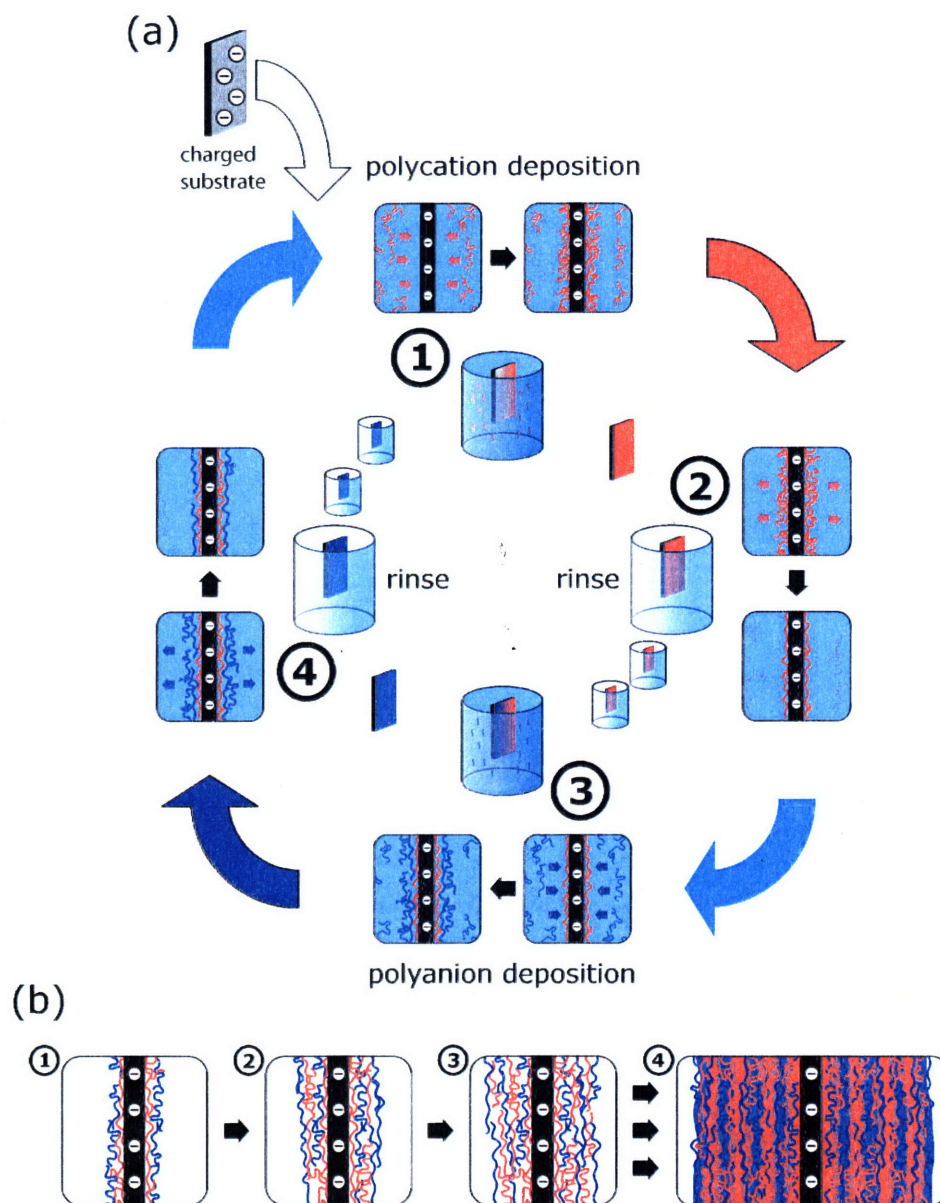 (a)
charged
substrate
polycation deposition
1
2
rinse
rinse
4
3
polyanion deposition
(b)
1
2
3
4